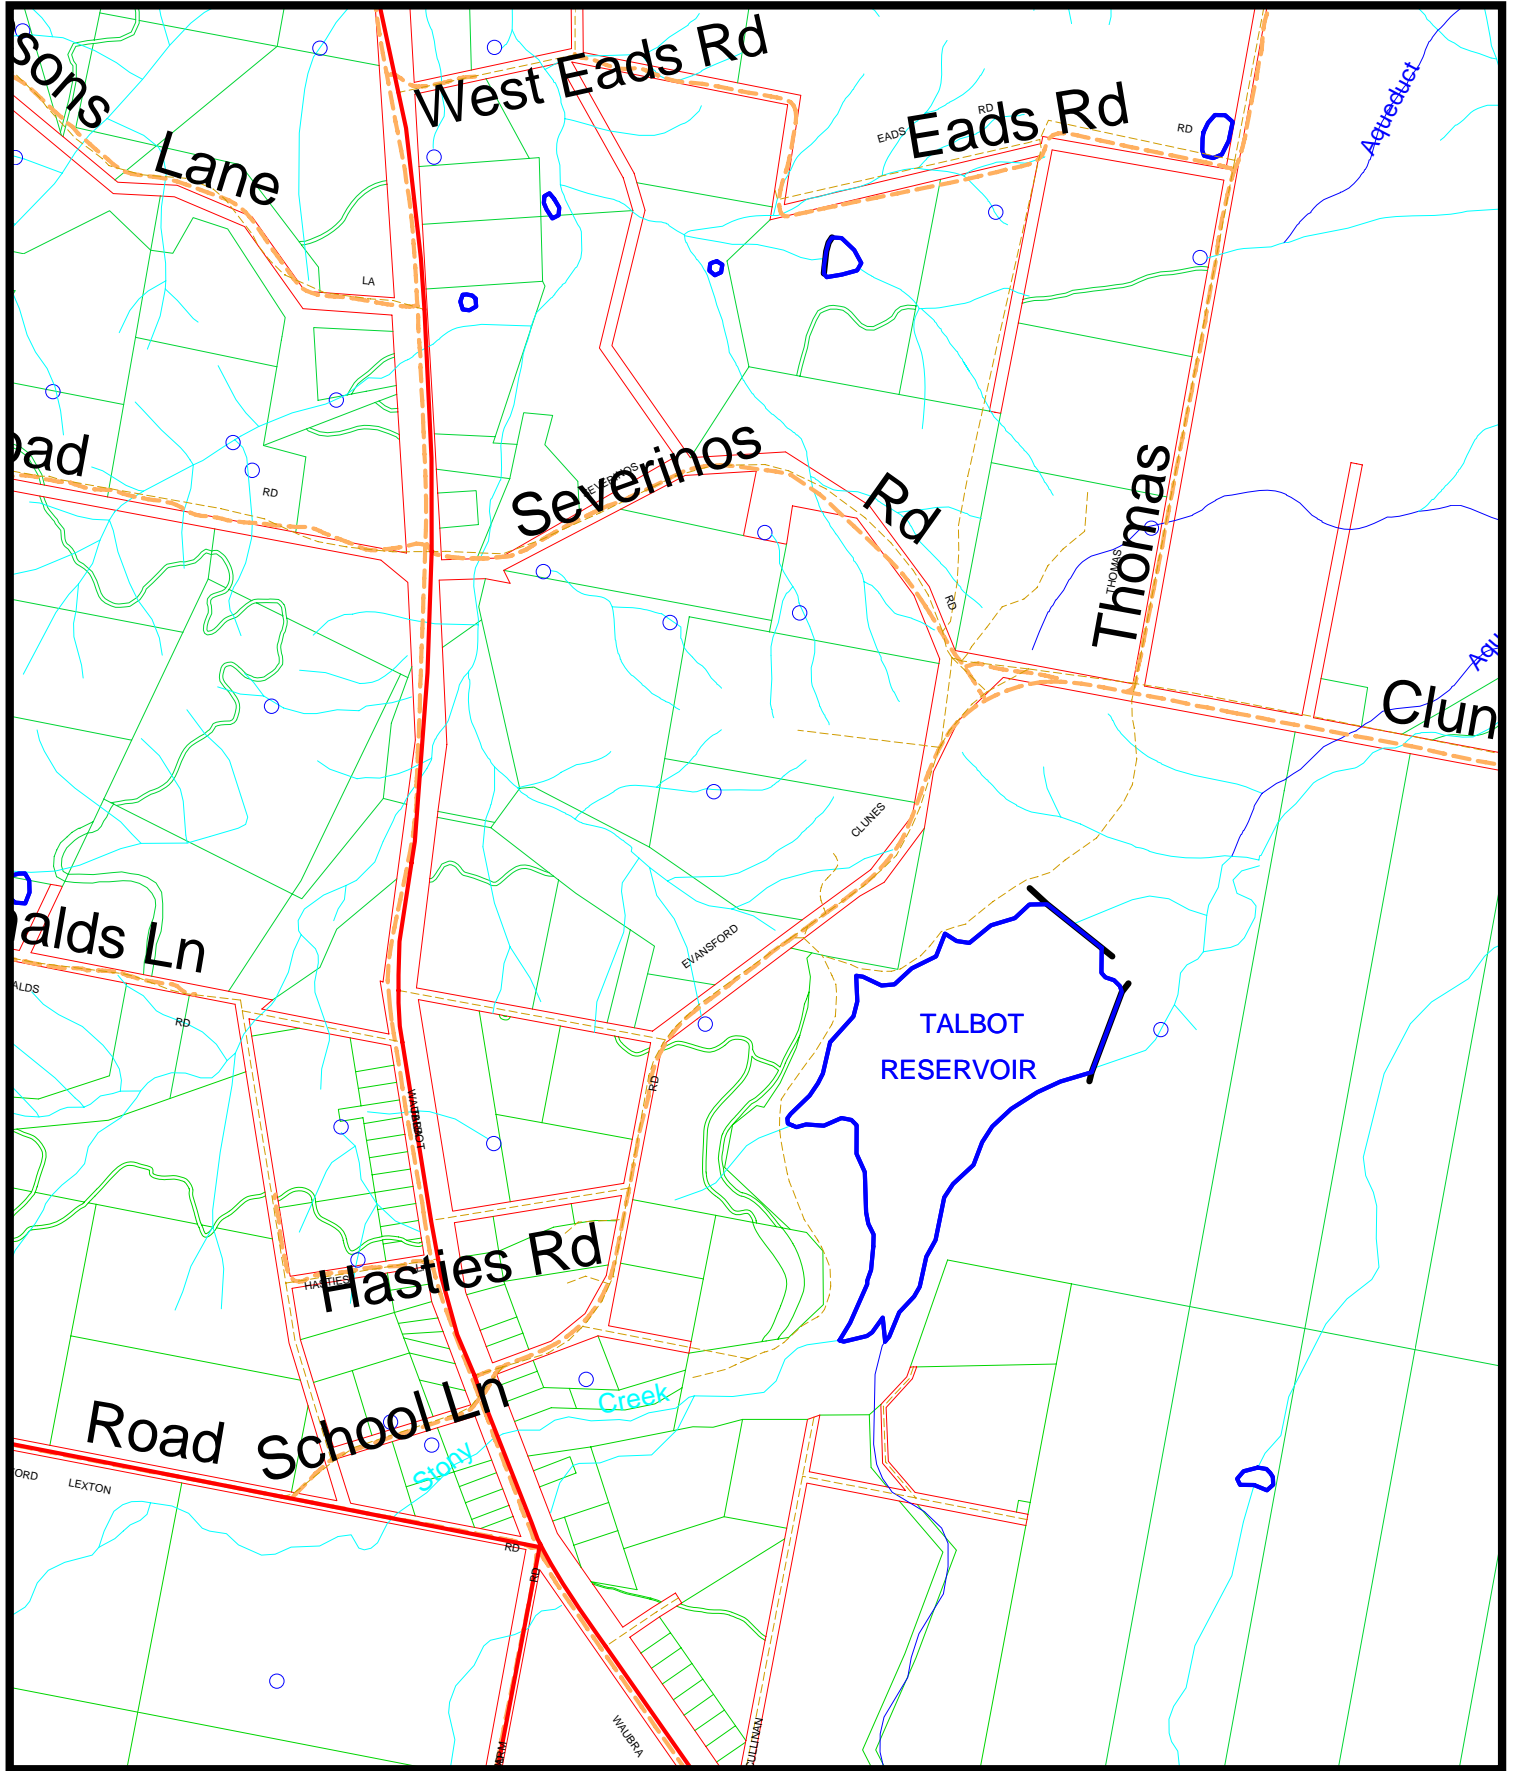 West Eads Rd
sons
Lane
EADS
RD
Eads Rd
RD
Aqueduct
LA
oad
RD
Severinos
Rd
RD
Thomas
THOMAS
Aqu
Clun
CLUNES
EVANSFORD
nalds Ln
ALDS
RD
TALBOT
RESERVOIR
RD
Hasties Rd
HASTIES
Road
School Ln
Creek
Stony
ORD
LEXTON
RD
RD
WAUBRA
CULLINAN